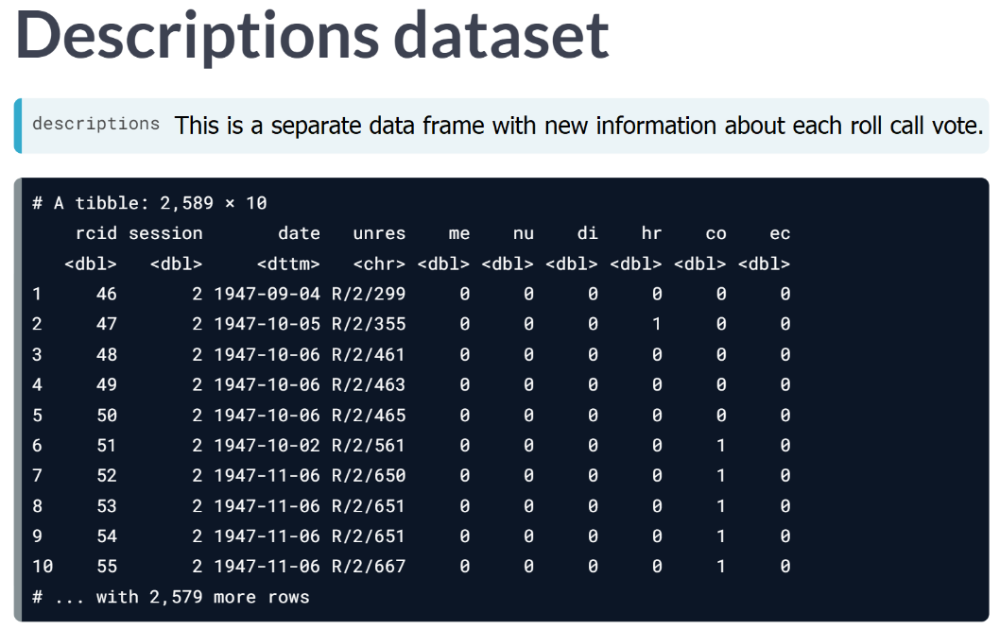 Descriptions dataset
descriptions This is a separate data frame with new information about each roll call vote.
# A tibble: 2,589 × 10
rcid session date unres me nu di hr co ec
<dbl> <dbl> <dttm> <chr> <dbl> <dbl> <dbl> <dbl> <dbl> <dbl>
1 46 2 1947-09-04 R/2/299 0 0 0 0 0 0
2 47 2 1947-10-05 R/2/355 0 0 0 1 0 0
3 48 2 1947-10-06 R/2/461 0 0 0 0 0 0
4 49 2 1947-10-06 R/2/463 0 0 0 0 0 0
5 50 2 1947-10-06 R/2/465 0 0 0 0 0 0
6 51 2 1947-10-02 R/2/561 0 0 0 0 1 0
7 52 2 1947-11-06 R/2/650 0 0 0 0 1 0
8 53 2 1947-11-06 R/2/651 0 0 0 0 1 0
9 54 2 1947-11-06 R/2/651 0 0 0 0 1 0
10 55 2 1947-11-06 R/2/667 0 0 0 0 1 0
# ... with 2,579 more rows